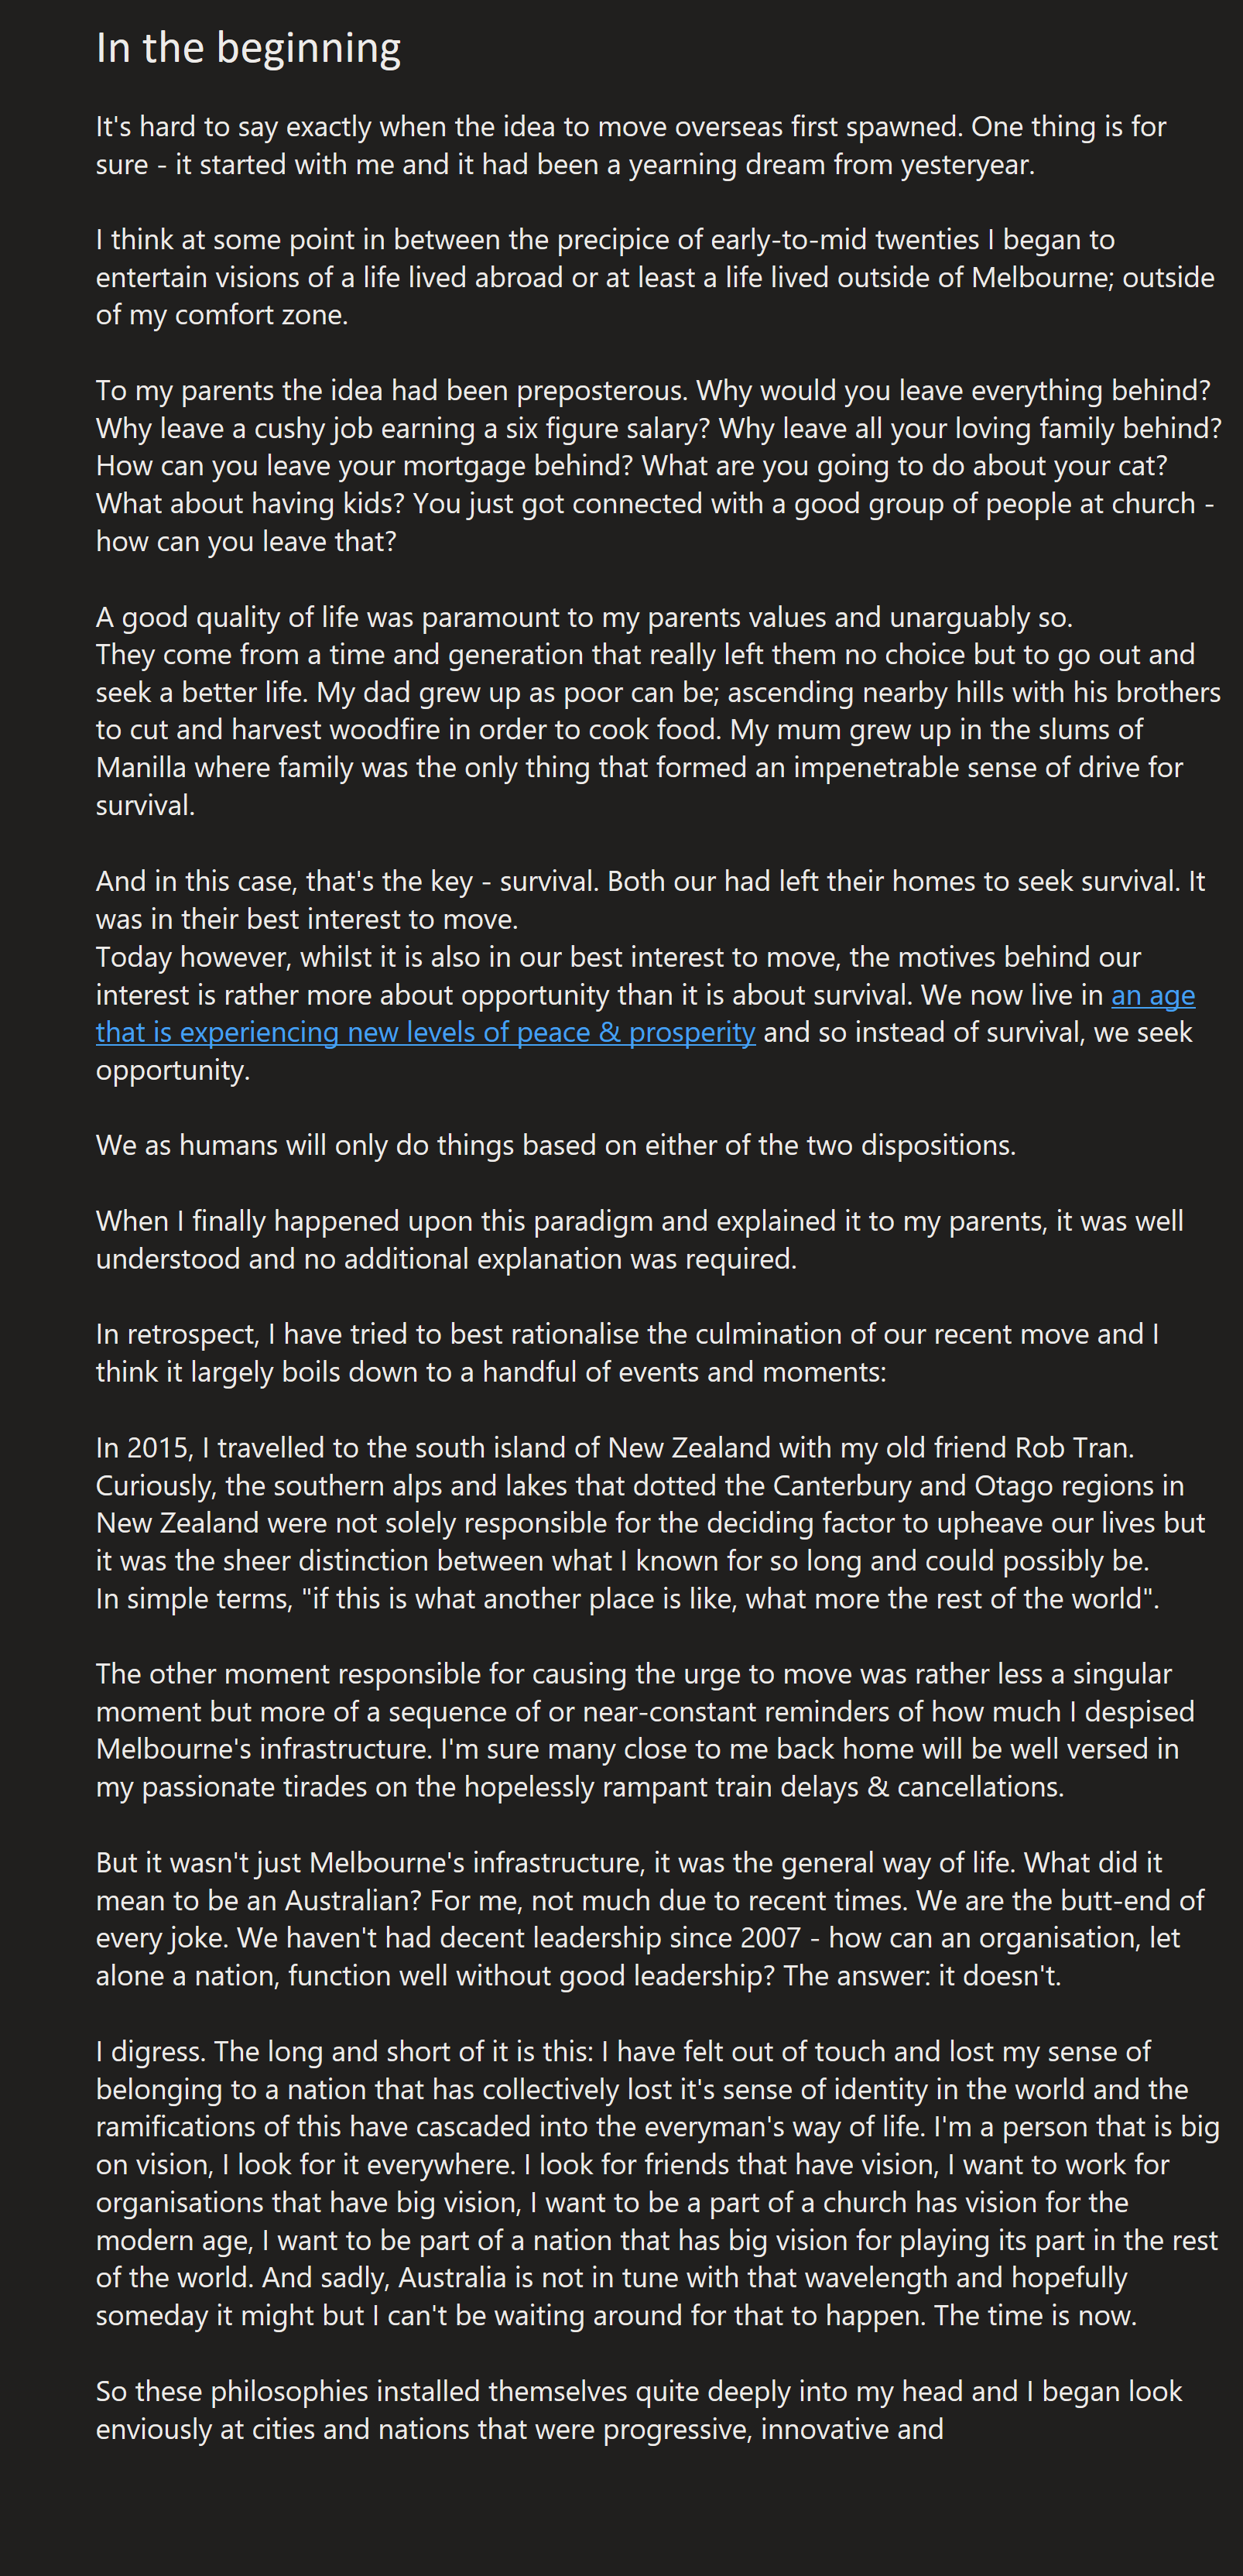 In the beginning
It's hard to say exactly when the idea to move overseas first spawned. One thing is for
sure - it started with me and it had been a yearning dream from yesteryear.
I think at some point in between the precipice of early-to-mid twenties I began to
entertain visions of a life lived abroad or at least a life lived outside of Melbourne; outside
of my comfort zone.
To my parents the idea had been preposterous. Why would you leave everything behind?
Why leave a cushy job earning a six figure salary? Why leave all your loving family behind?
How can you leave your mortgage behind? What are you going to do about your cat?
What about having kids? You just got connected with a good group of people at church -
how can you leave that?
A good quality of life was paramount to my parents values and unarguably so.
They come from a time and generation that really left them no choice but to go out and
seek a better life. My dad grew up as poor can be; ascending nearby hills with his brothers
to cut and harvest woodfire in order to cook food. My mum grew up in the slums of
Manilla where family was the only thing that formed an impenetrable sense of drive for
survival.
And in this case, that's the key - survival. Both our had left their homes to seek survival. It
was in their best interest to move.
Today however, whilst it is also in our best interest to move, the motives behind our
interest is rather more about opportunity than it is about survival. We now live in an age
that is experiencing new levels of peace & prosperity and so instead of survival, we seek
opportunity.
We as humans will only do things based on either of the two dispositions.
When I finally happened upon this paradigm and explained it to my parents, it was well
understood and no additional explanation was required.
In retrospect, I have tried to best rationalise the culmination of our recent move and I
think it largely boils down to a handful of events and moments:
In 2015, I travelled to the south island of New Zealand with my old friend Rob Tran.
Curiously, the southern alps and lakes that dotted the Canterbury and Otago regions in
New Zealand were not solely responsible for the deciding factor to upheave our lives but
it was the sheer distinction between what I known for so long and could possibly be.
In simple terms, "if this is what another place is like, what more the rest of the world".
The other moment responsible for causing the urge to move was rather less a singular
moment but more of a sequence of or near-constant reminders of how much I despised
Melbourne's infrastructure. I'm sure many close to me back home will be well versed in
my passionate tirades on the hopelessly rampant train delays & cancellations.
But it wasn't just Melbourne's infrastructure, it was the general way of life. What did it
mean to be an Australian? For me, not much due to recent times. We are the butt-end of
every joke. We haven't had decent leadership since 2007 - how can an organisation, let
alone a nation, function well without good leadership? The answer: it doesn't.
I digress. The long and short of it is this: I have felt out of touch and lost my sense of
belonging to a nation that has collectively lost it's sense of identity in the world and the
ramifications of this have cascaded into the everyman's way of life. I'm a person that is big
on vision, I look for it everywhere. I look for friends that have vision, I want to work for
organisations that have big vision, I want to be a part of a church has vision for the
modern age, I want to be part of a nation that has big vision for playing its part in the rest
of the world. And sadly, Australia is not in tune with that wavelength and hopefully
someday it might but I can't be waiting around for that to happen. The time is now.
So these philosophies installed themselves quite deeply into my head and I began look
enviously at cities and nations that were progressive, innovative and